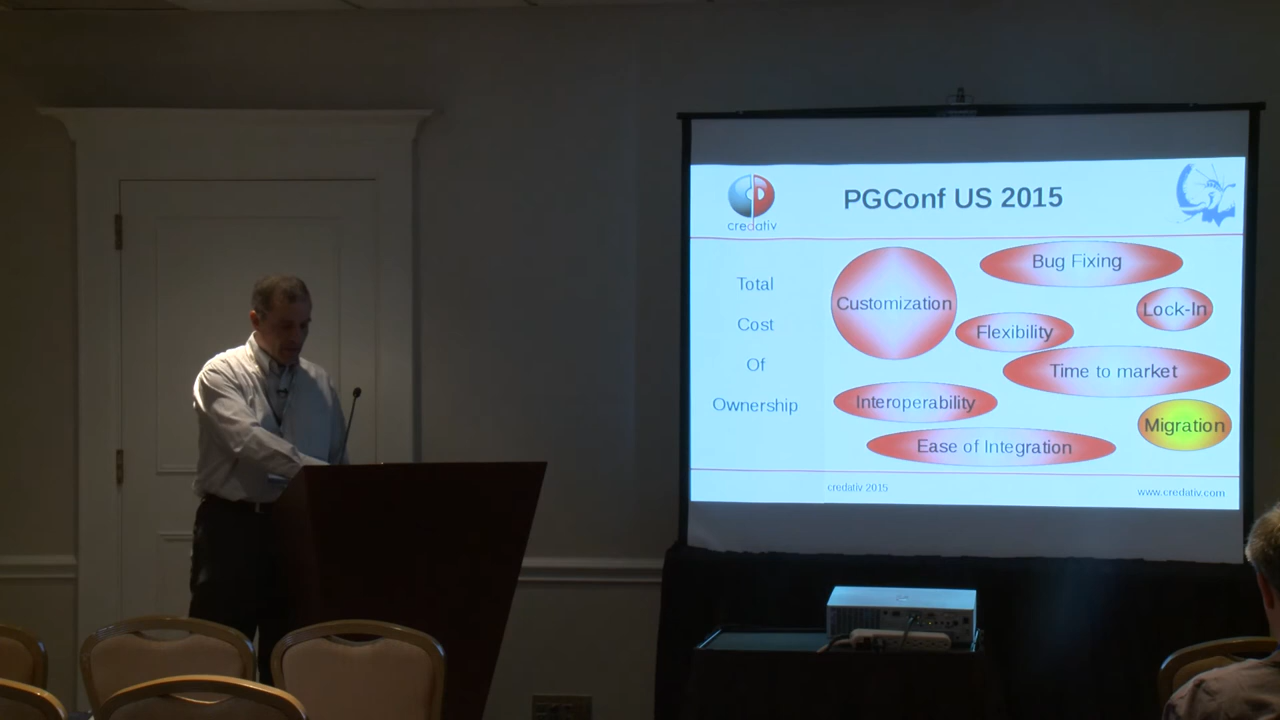 PGConf US 2015
credativ
Total
Cost
Of
Ownership
Customization
Bug Fixing
Lock-In
Flexibility
Time to market
Interoperability
Migration
Ease of Integration
credativ 2015
www.credativ.com